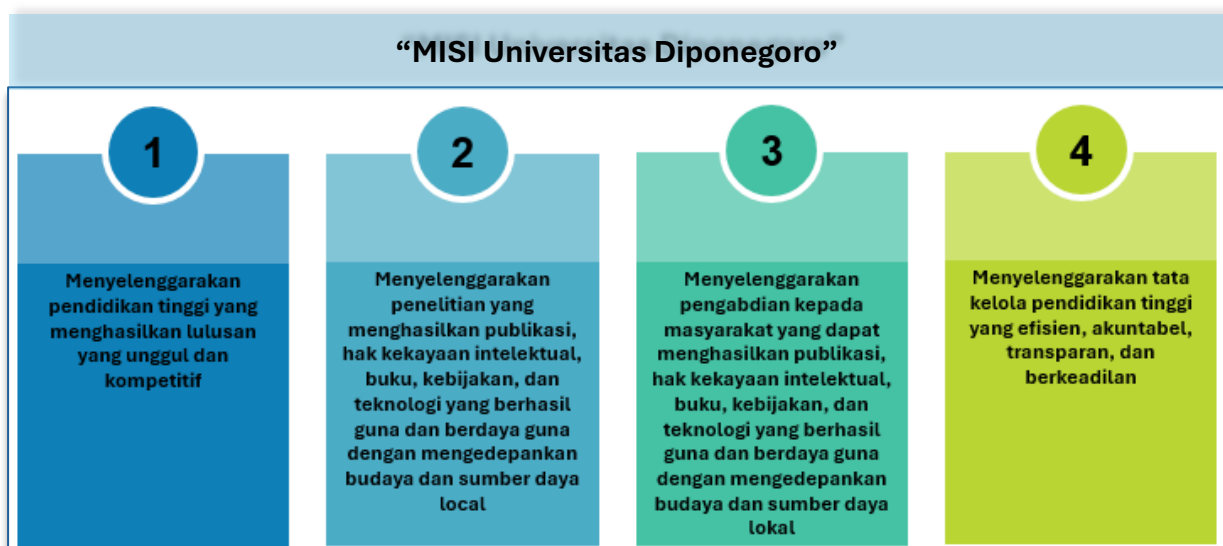 “MISI Universitas Diponegoro”
1
Menyelenggarakan
pendidikan tinggi yang
menghasilkan lulusan
yang unggul dan
kompetitif
2
Menyelenggarakan
penelitian yang
menghasilkan publikasi,
hak kekayaan intelektual,
buku, kebijakan, dan
teknologi yang berhasil
guna dan berdaya guna
dengan mengedepankan
budaya dan sumber daya
local
3
Menyelenggarakan
pengabdian kepada
masyarakat yang dapat
menghasilkan publikasi,
hak kekayaan intelektual,
buku, kebijakan, dan
teknologi yang berhasil
guna dan berdaya guna
dengan mengedepankan
budaya dan sumber daya
lokal
4
Menyelenggarakan tata
kelola pendidikan tinggi
yang efisien, akuntabel,
transparan, dan
berkeadilan